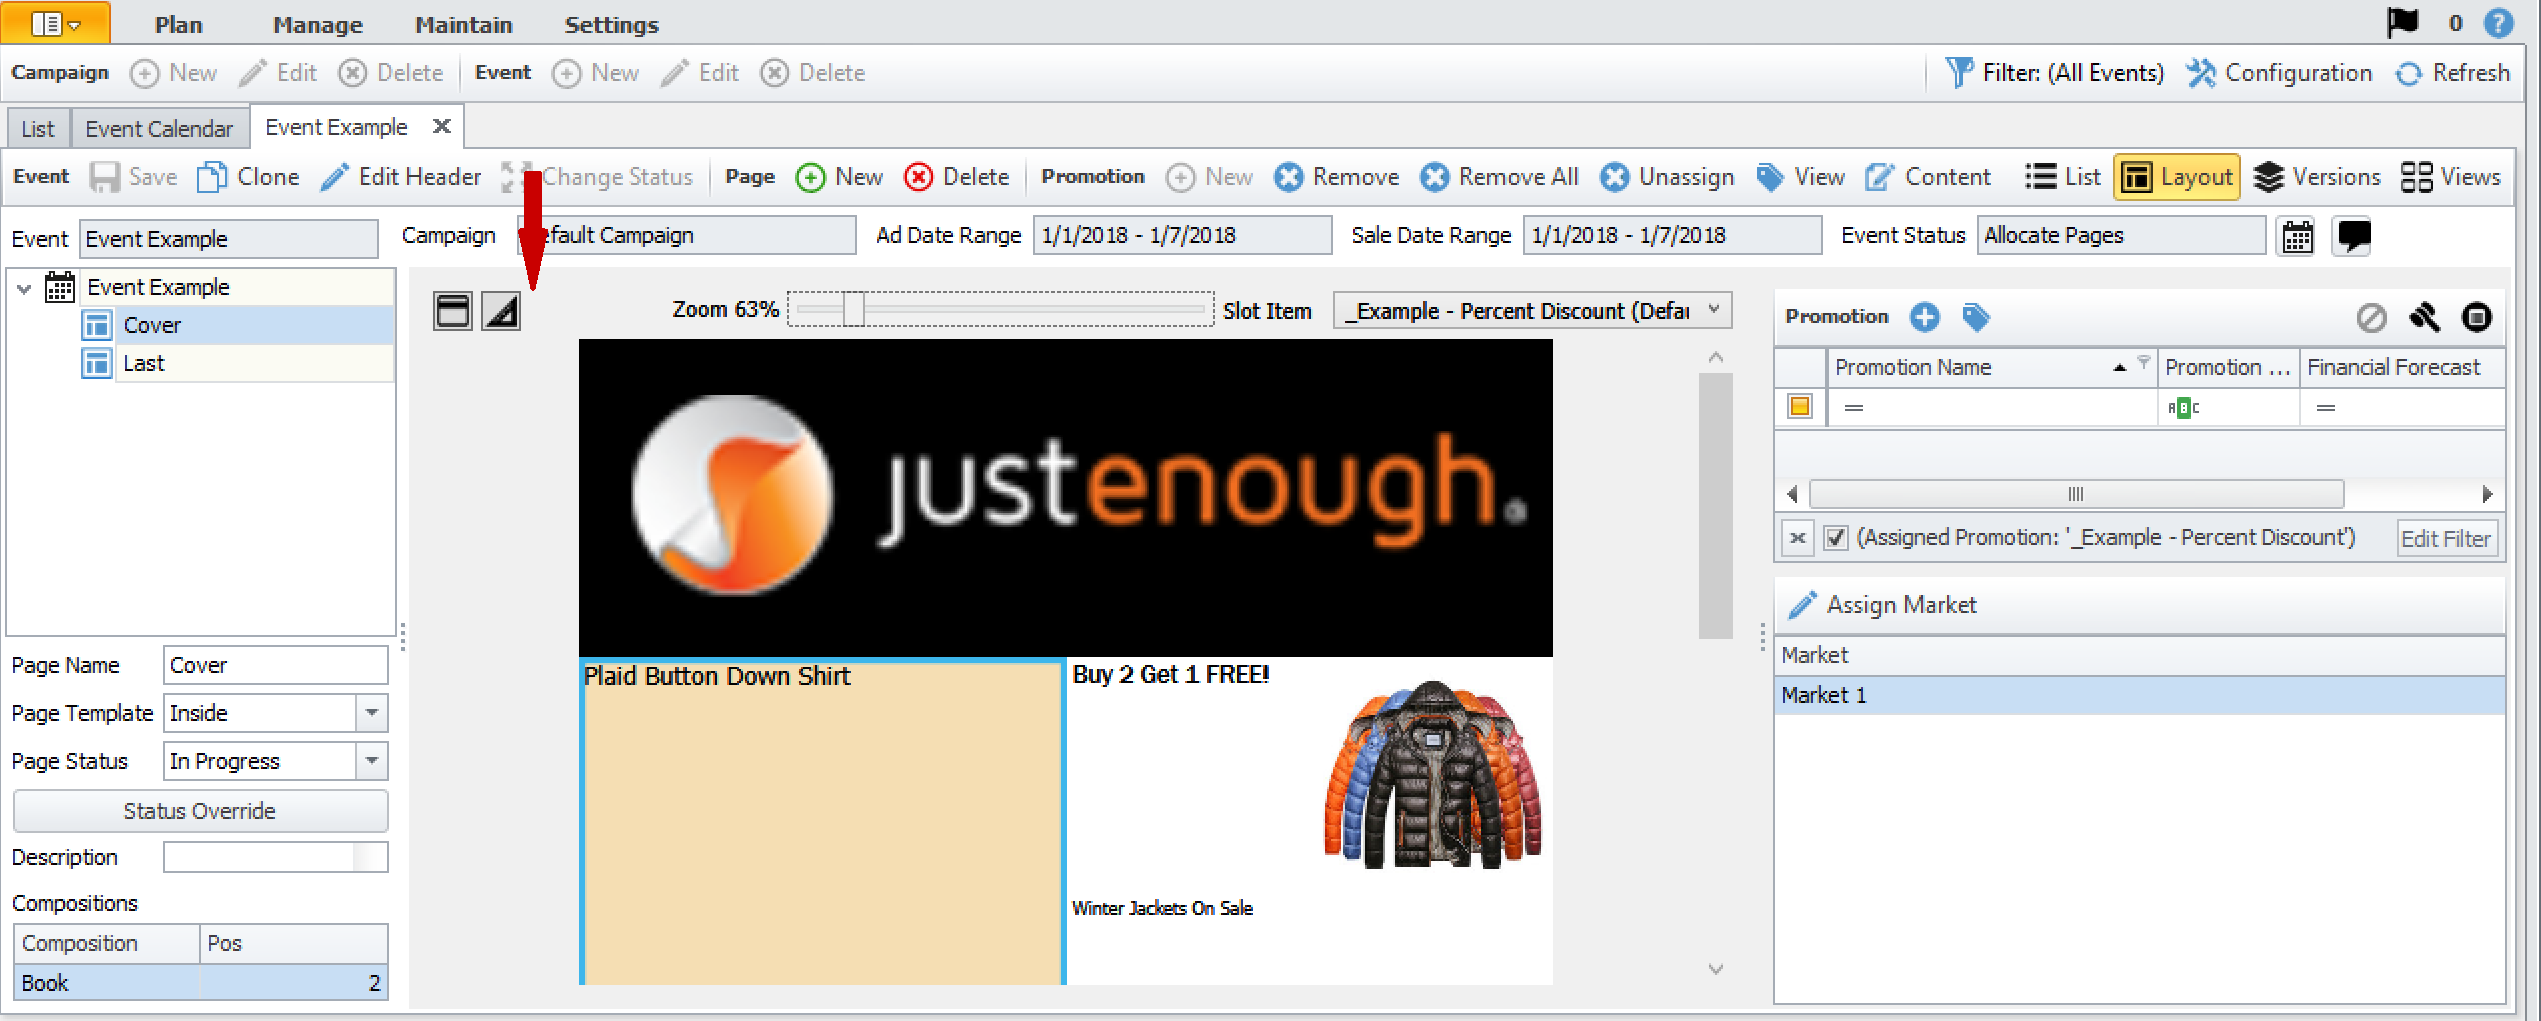 Plan Manage Maintain Settings 0 ?
Campaign New Edit Delete Event New Edit Delete Filter: (All Events) Configuration Refresh
List Event Calendar Event Example
Event Save Clone Edit Header Change Status Page New Delete Promotion New Remove Remove All Unassign View Content List Layout Versions Views
Event Event Example Campaign Campaign Ad Date Range 1/1/2018 - 1/7/2018 Sale Date Range 1/1/2018 - 1/7/2018 Event Status Allocate Pages
Event Example
Cover
Last
Zoom 63% Slot Item _Example - Percent Discount (Defau
justenough.
Plaid Button Down Shirt
Buy 2 Get 1 FREE!
Winter Jackets On Sale
Page Name Cover
Page Template Inside
Page Status In Progress
Status Override
Description
Compositions
Composition Pos
Book 2
Promotion
Promotion Name Promotion ... Financial Forecast
= ABC =
(Assigned Promotion: '_Example - Percent Discount') Edit Filter
Assign Market
Market
Market 1